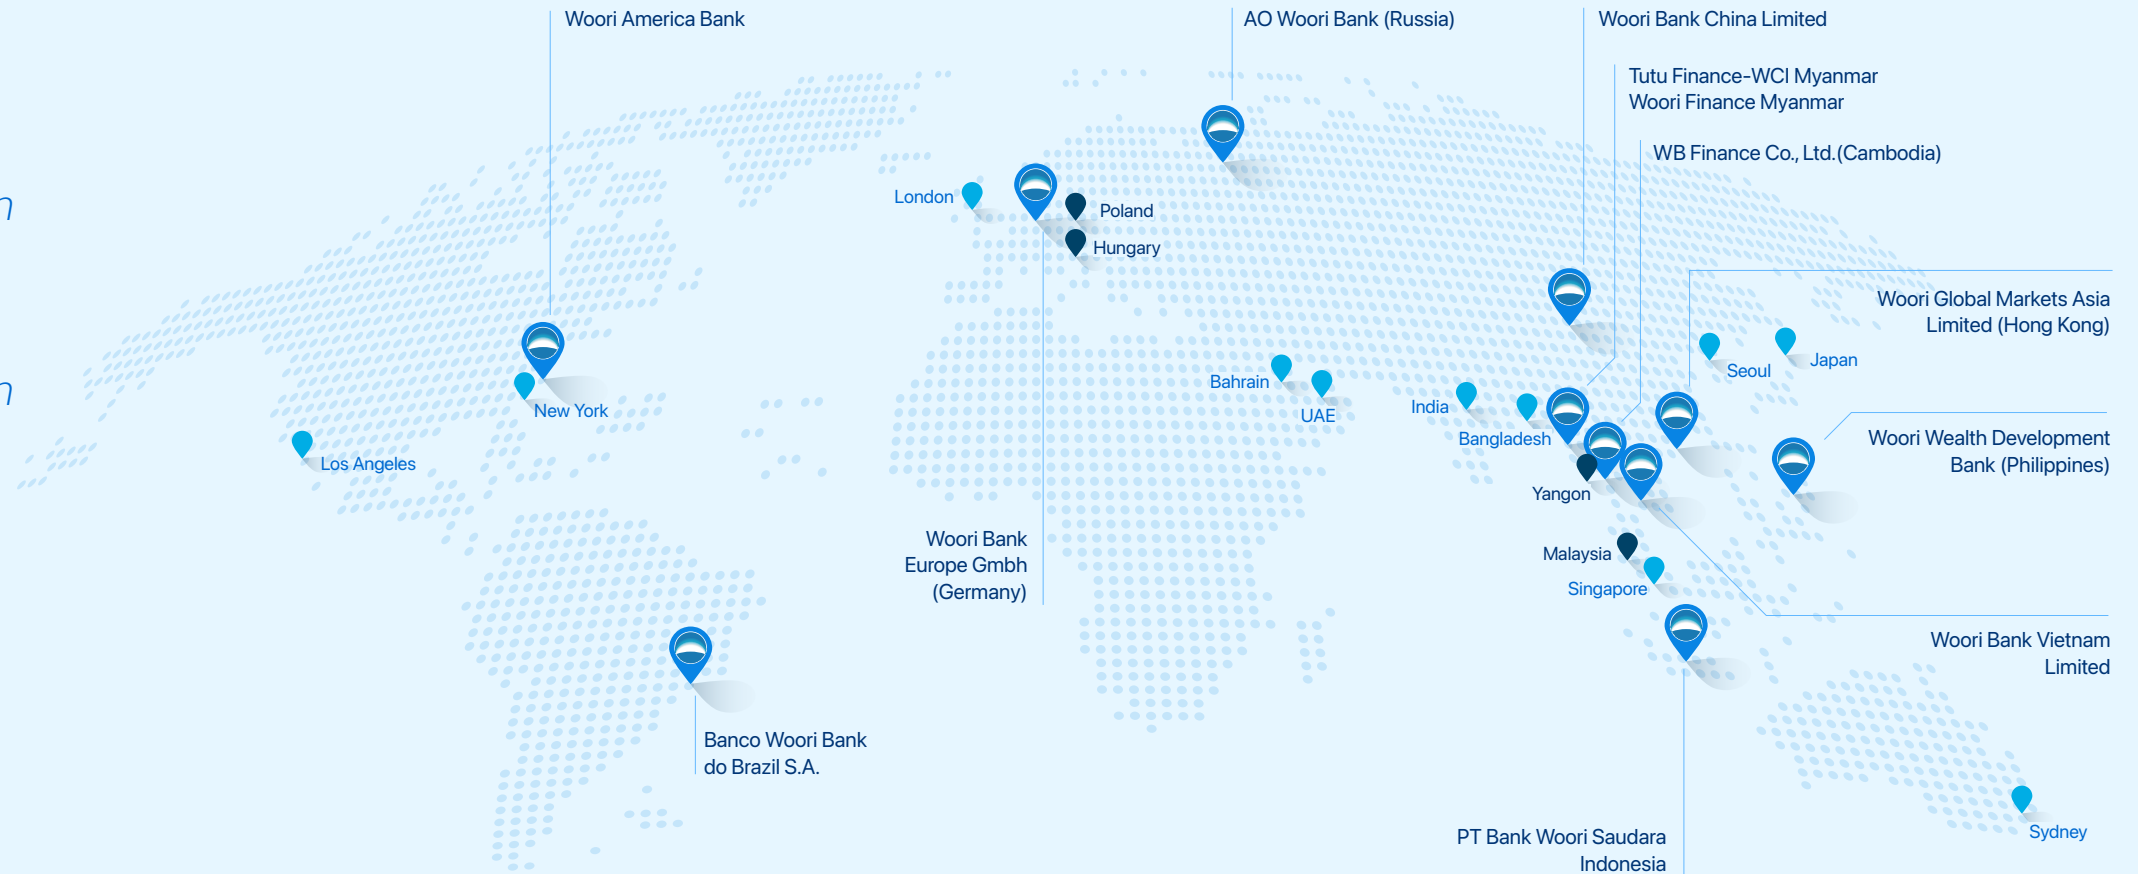 Woori America Bank
AO Woori Bank (Russia)
Woori Bank China Limited
Tutu Finance-WCI Myanmar
Woori Finance Myanmar
WB Finance Co., Ltd.(Cambodia)
London
Poland
Hungary
n
Woori Global Markets Asia
Limited (Hong Kong)
Seoul
Japan
Bahrain
UAE
India
Bangladesh
n
New York
Los Angeles
Woori Wealth Development
Bank (Philippines)
Yangon
Woori Bank
Europe Gmbh
(Germany)
Malaysia
Singapore
Woori Bank Vietnam
Limited
Banco Woori Bank
do Brazil S.A.
Sydney
PT Bank Woori Saudara
Indonesia